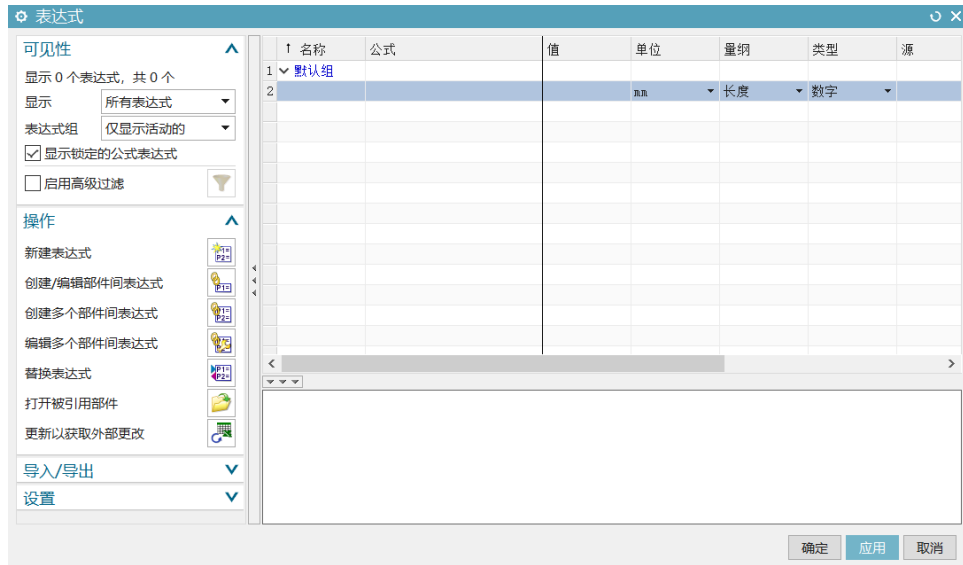 表达式
可见性
显示 0 个表达式，共 0 个
显示 所有表达式
表达式组 仅显示活动的
显示锁定的公式表达式
启用高级过滤
操作
新建表达式
创建/编辑部件间表达式
创建多个部件间表达式
编辑多个部件间表达式
替换表达式
打开被引用部件
更新以获取外部更改
导入/导出
设置
↑ 名称 公式 值 单位 量纲 类型 源
1 默认组
2 mm 长度 数字
确定 应用 取消